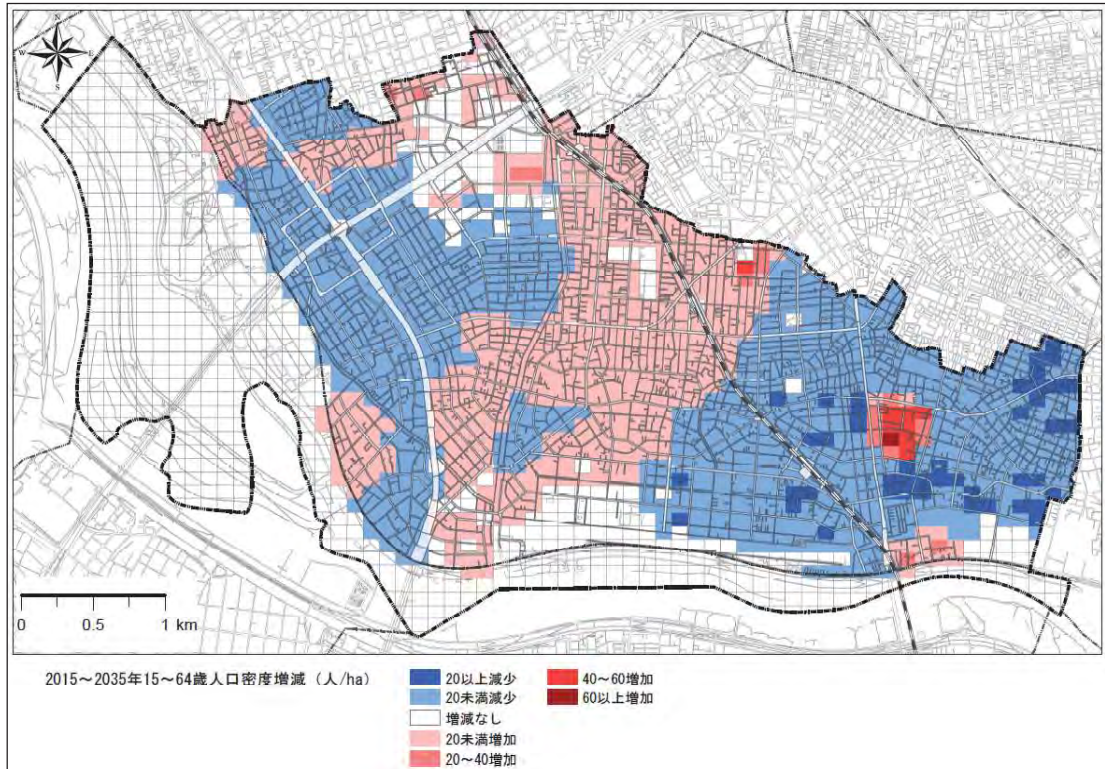 N
W
E
S
0 0.5 1 km
2015～2035年15～64歳人口密度増減（人/ha）
20以上減少
20未満減少
増減なし
20未満増加
20～40増加
40～60増加
60以上増加